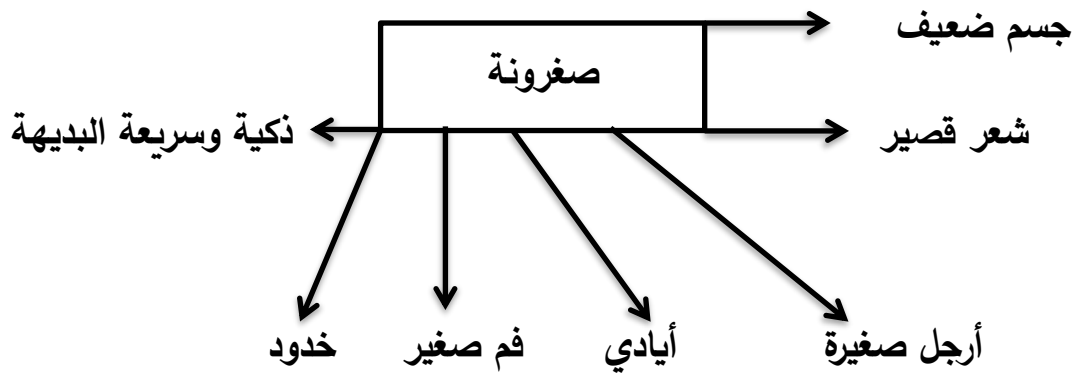 جسم ضعيف
صغرونة
شعر قصير
ذكية وسريعة البديهة
أرجل صغيرة
أيادي
فم صغير
خدود